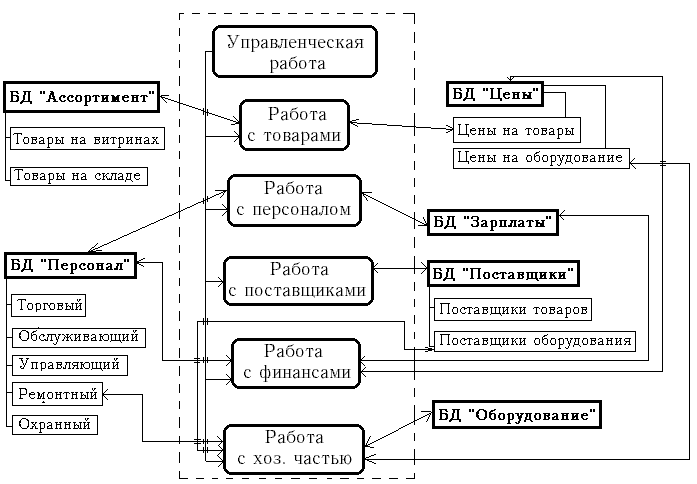 Управленческая
работа
БД "Ассортимент"
Товары на витринах
Товары на складе
Работа
с товарами
БД "Цены"
Цены на товары
Цены на оборудование
Работа
с персоналом
БД "Зарплаты"
БД "Персонал"
Торговый
Обслуживающий
Управляющий
Ремонтный
Охранный
Работа
с поставщиками
БД "Поставщики"
Поставщики товаров
Поставщики оборудования
Работа
с финансами
БД "Оборудование"
Работа
с хоз. частью